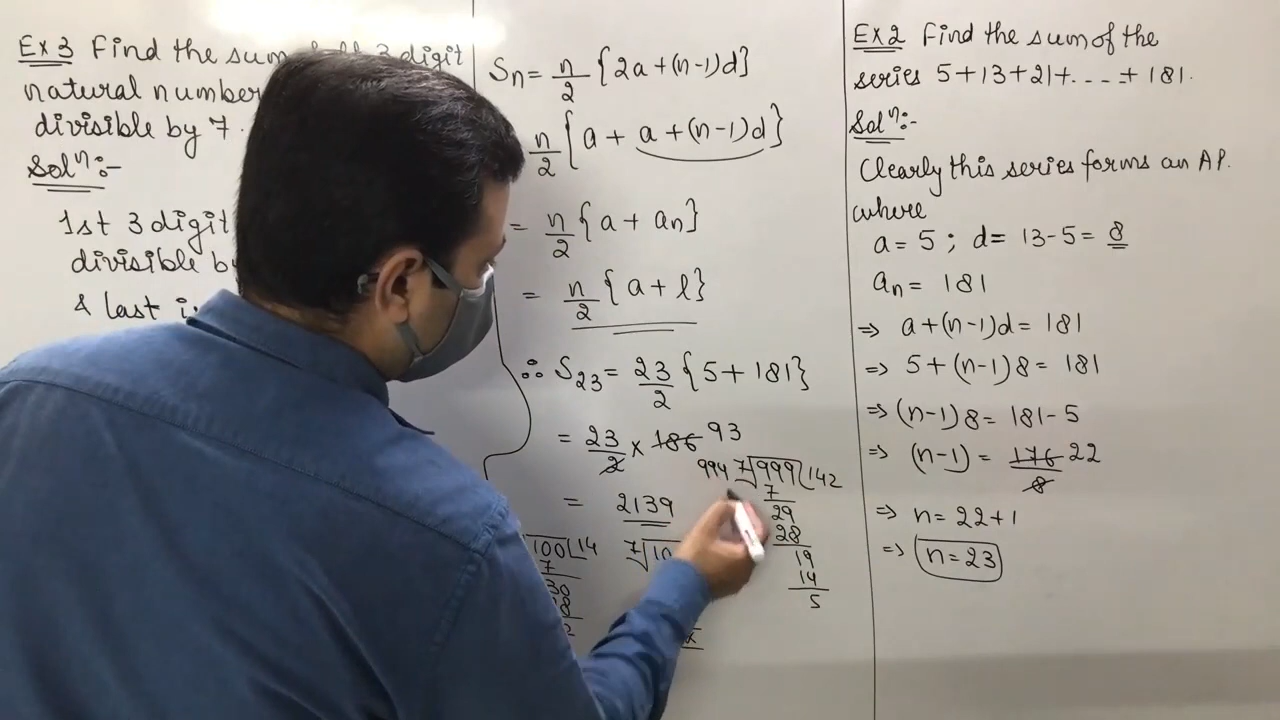 Ex 3 Find the sum digit
natural number
divisible by 7.
Solⁿ:-
1st 3 digit
divisible
& last
Sn = n/2 {2a+(n-1)d}
n/2 {a + a+(n-1)d}
= n/2 {a + an}
= n/2 {a + l}
∴ S23 = 23/2 {5+181}
= 23/2 × 186 93
= 2139
100 14
7
30
2
7 10
994 7 999 142
7
29
28
19
14
5
Ex 2 Find the sum of the
series 5+13+21+....+181.
Solⁿ:-
Clearly this series forms an AP.
where
a = 5 ; d = 13-5 = 8
an = 181
⇒ a+(n-1)d = 181
⇒ 5+(n-1)8 = 181
⇒ (n-1)8 = 181-5
⇒ (n-1) = 176/8 22
⇒ n = 22+1
⇒ n = 23